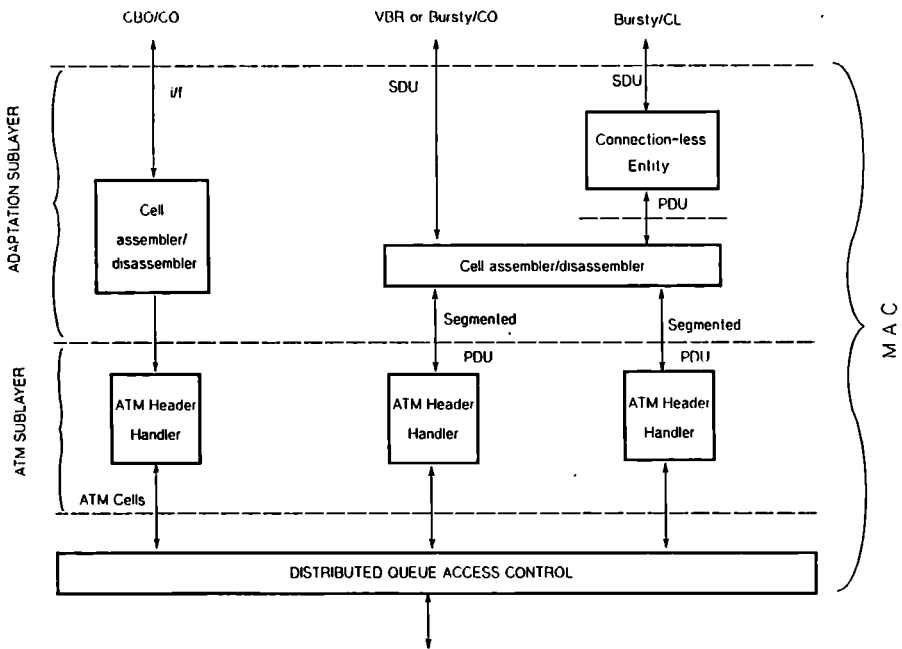 CBO/CO
VBR or Bursty/CO
Bursty/CL
i/f
SDU
SDU
Connection-less
Entity
PDU
ADAPTATION SUBLAYER
Cell
assembler/
disassembler
Cell assembler/disassembler
Segmented
Segmented
PDU
PDU
ATM SUBLAYER
ATM Header
Handler
ATM Header
Handler
ATM Header
Handler
ATM Cells
MAC
DISTRIBUTED QUEUE ACCESS CONTROL